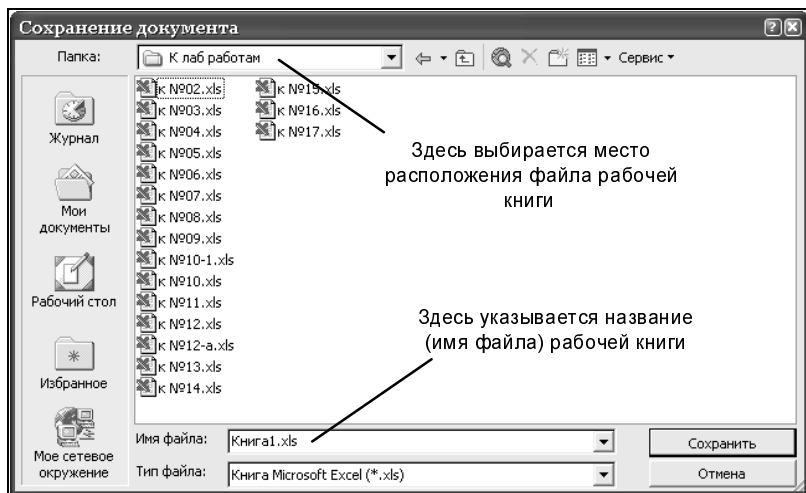 Сохранение документа
Папка:
К лаб работам
Сервис
Журнал
Мои
документы
Рабочий стол
Избранное
Мое сетевое
окружение
к №02.xls
к №03.xls
к №04.xls
к №05.xls
к №06.xls
к №07.xls
к №08.xls
к №09.xls
к №10-1.xls
к №10.xls
к №11.xls
к №12.xls
к №12-a.xls
к №13.xls
к №14.xls
к №15.xls
к №16.xls
к №17.xls
Здесь выбирается место
расположения файла рабочей
книги
Здесь указывается название
(имя файла) рабочей книги
Имя файла:
Книга1.xls
Сохранить
Тип файла:
Книга Microsoft Excel (*.xls)
Отмена